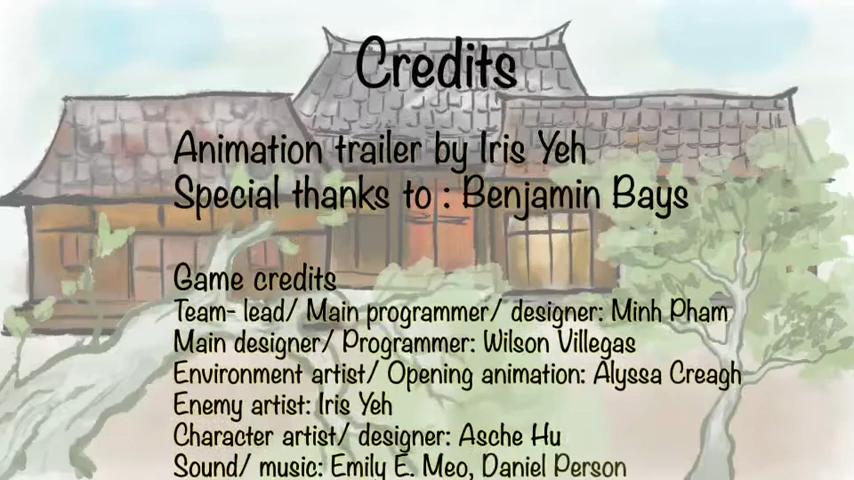 Credits
Animation trailer by Iris Yeh
Special thanks to : Benjamin Bays
Game credits
Team- lead/ Main programmer/ designer: Minh Pham
Main designer/ Programmer: Wilson Villegas
Environment artist/ Opening animation: Alyssa Creagh
Enemy artist: Iris Yeh
Character artist/ designer: Asche Hu
Sound/ music: Emily E. Meo, Daniel Person